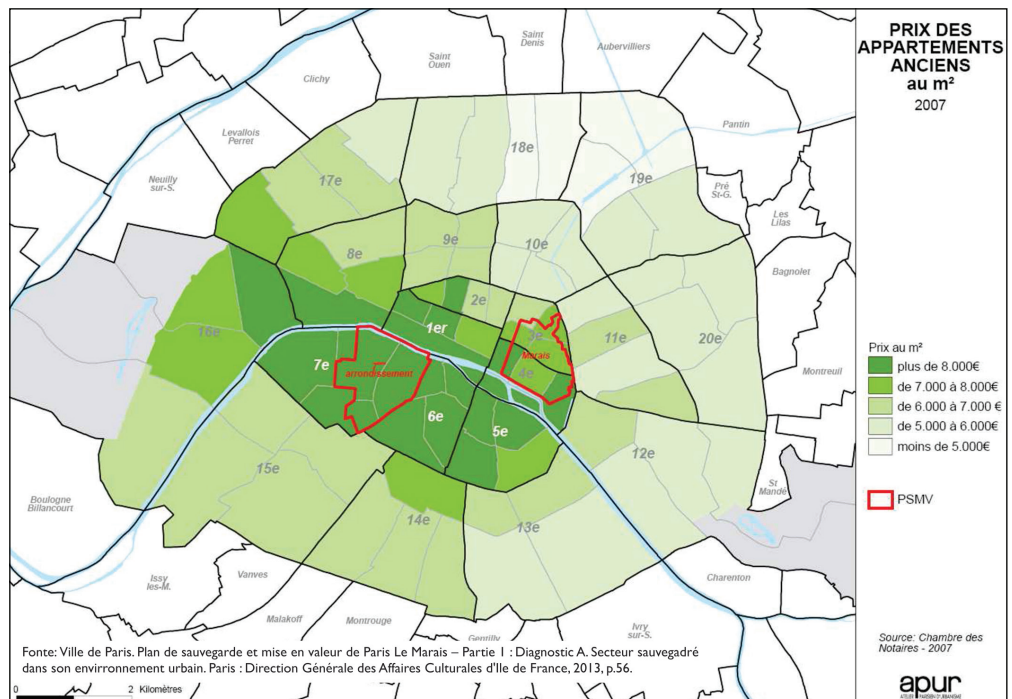 PRIX DES
APPARTEMENTS
ANCIENS
au m²
2007
Saint
Denis
Saint
Ouen
Aubervilliers
Clichy
Levallois
Perret
Neuilly
sur-S.
Pantin
Pré
St-G.
Les
Lilas
Bagnolet
Montreuil
St
Mandé
Charenton
Ivry
sur-S.
Gentilly
Montrouge
Malakoff
Vanves
Issy
les-M.
Boulogne
Billancourt
18e
19e
17e
10e
9e
8e
2e
1er
3e
Marais
4e
11e
20e
16e
7e
arrondissement
6e
5e
12e
15e
14e
13e
Prix au m²
plus de 8.000€
de 7.000 à 8.000€
de 6.000 à 7.000 €
de 5.000 à 6.000€
moins de 5.000€
PSMV
Source: Chambre des
Notaires - 2007
apur
Fonte: Ville de Paris. Plan de sauvegarde et mise en valeur de Paris Le Marais – Partie 1 : Diagnostic A. Secteur sauvegadré
dans son envirronnement urbain. Paris : Direction Générale des Affaires Culturales d'Ile de France, 2013, p.56.
0 2 Kilomètres